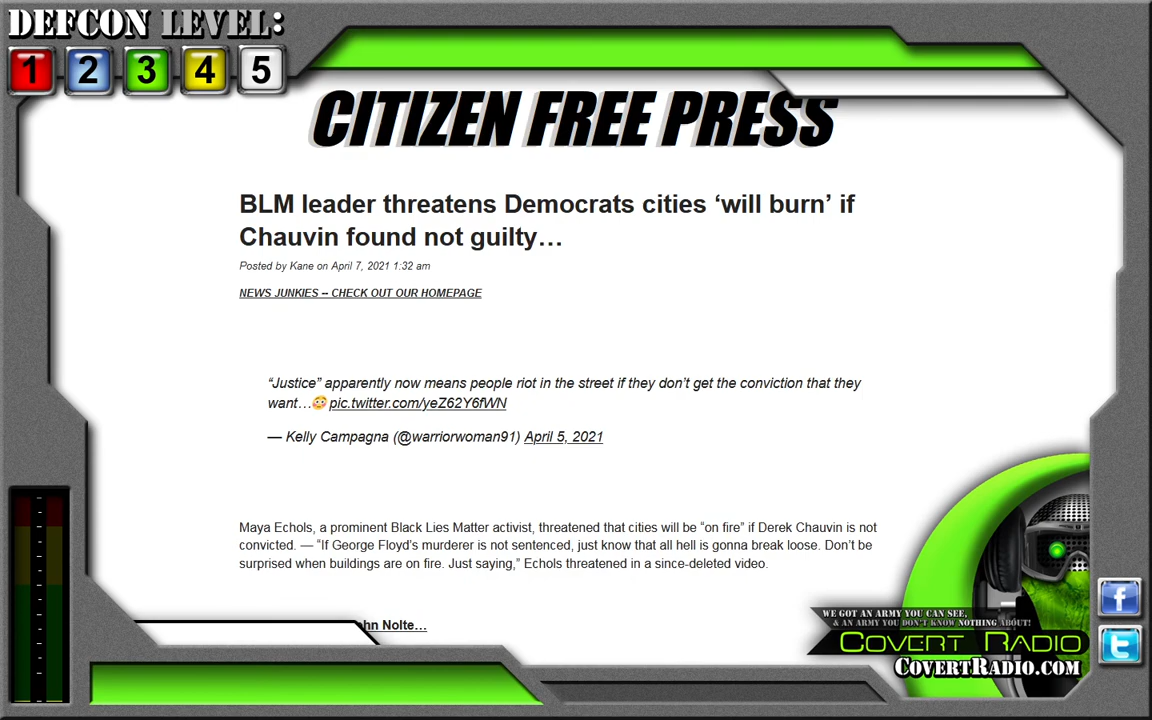 DEFCON LEVEL:
1 2 3 4 5
CITIZEN FREE PRESS
BLM leader threatens Democrats cities ‘will burn’ if
Chauvin found not guilty…
Posted by Kane on April 7, 2021 1:32 am
NEWS JUNKIES -- CHECK OUT OUR HOMEPAGE
“Justice” apparently now means people riot in the street if they don’t get the conviction that they
want…😳 pic.twitter.com/yeZ62Y6fWN
— Kelly Campagna (@warriorwoman91) April 5, 2021
Maya Echols, a prominent Black Lies Matter activist, threatened that cities will be “on fire” if Derek Chauvin is not
convicted. — “If George Floyd’s murderer is not sentenced, just know that all hell is gonna break loose. Don’t be
surprised when buildings are on fire. Just saying,” Echols threatened in a since-deleted video.
Nolte…
WE GOT AN ARMY YOU CAN SEE,
& AN ARMY YOU DON'T KNOW NOTHING ABOUT!
COVERT RADIO
COVERTRADIO.COM